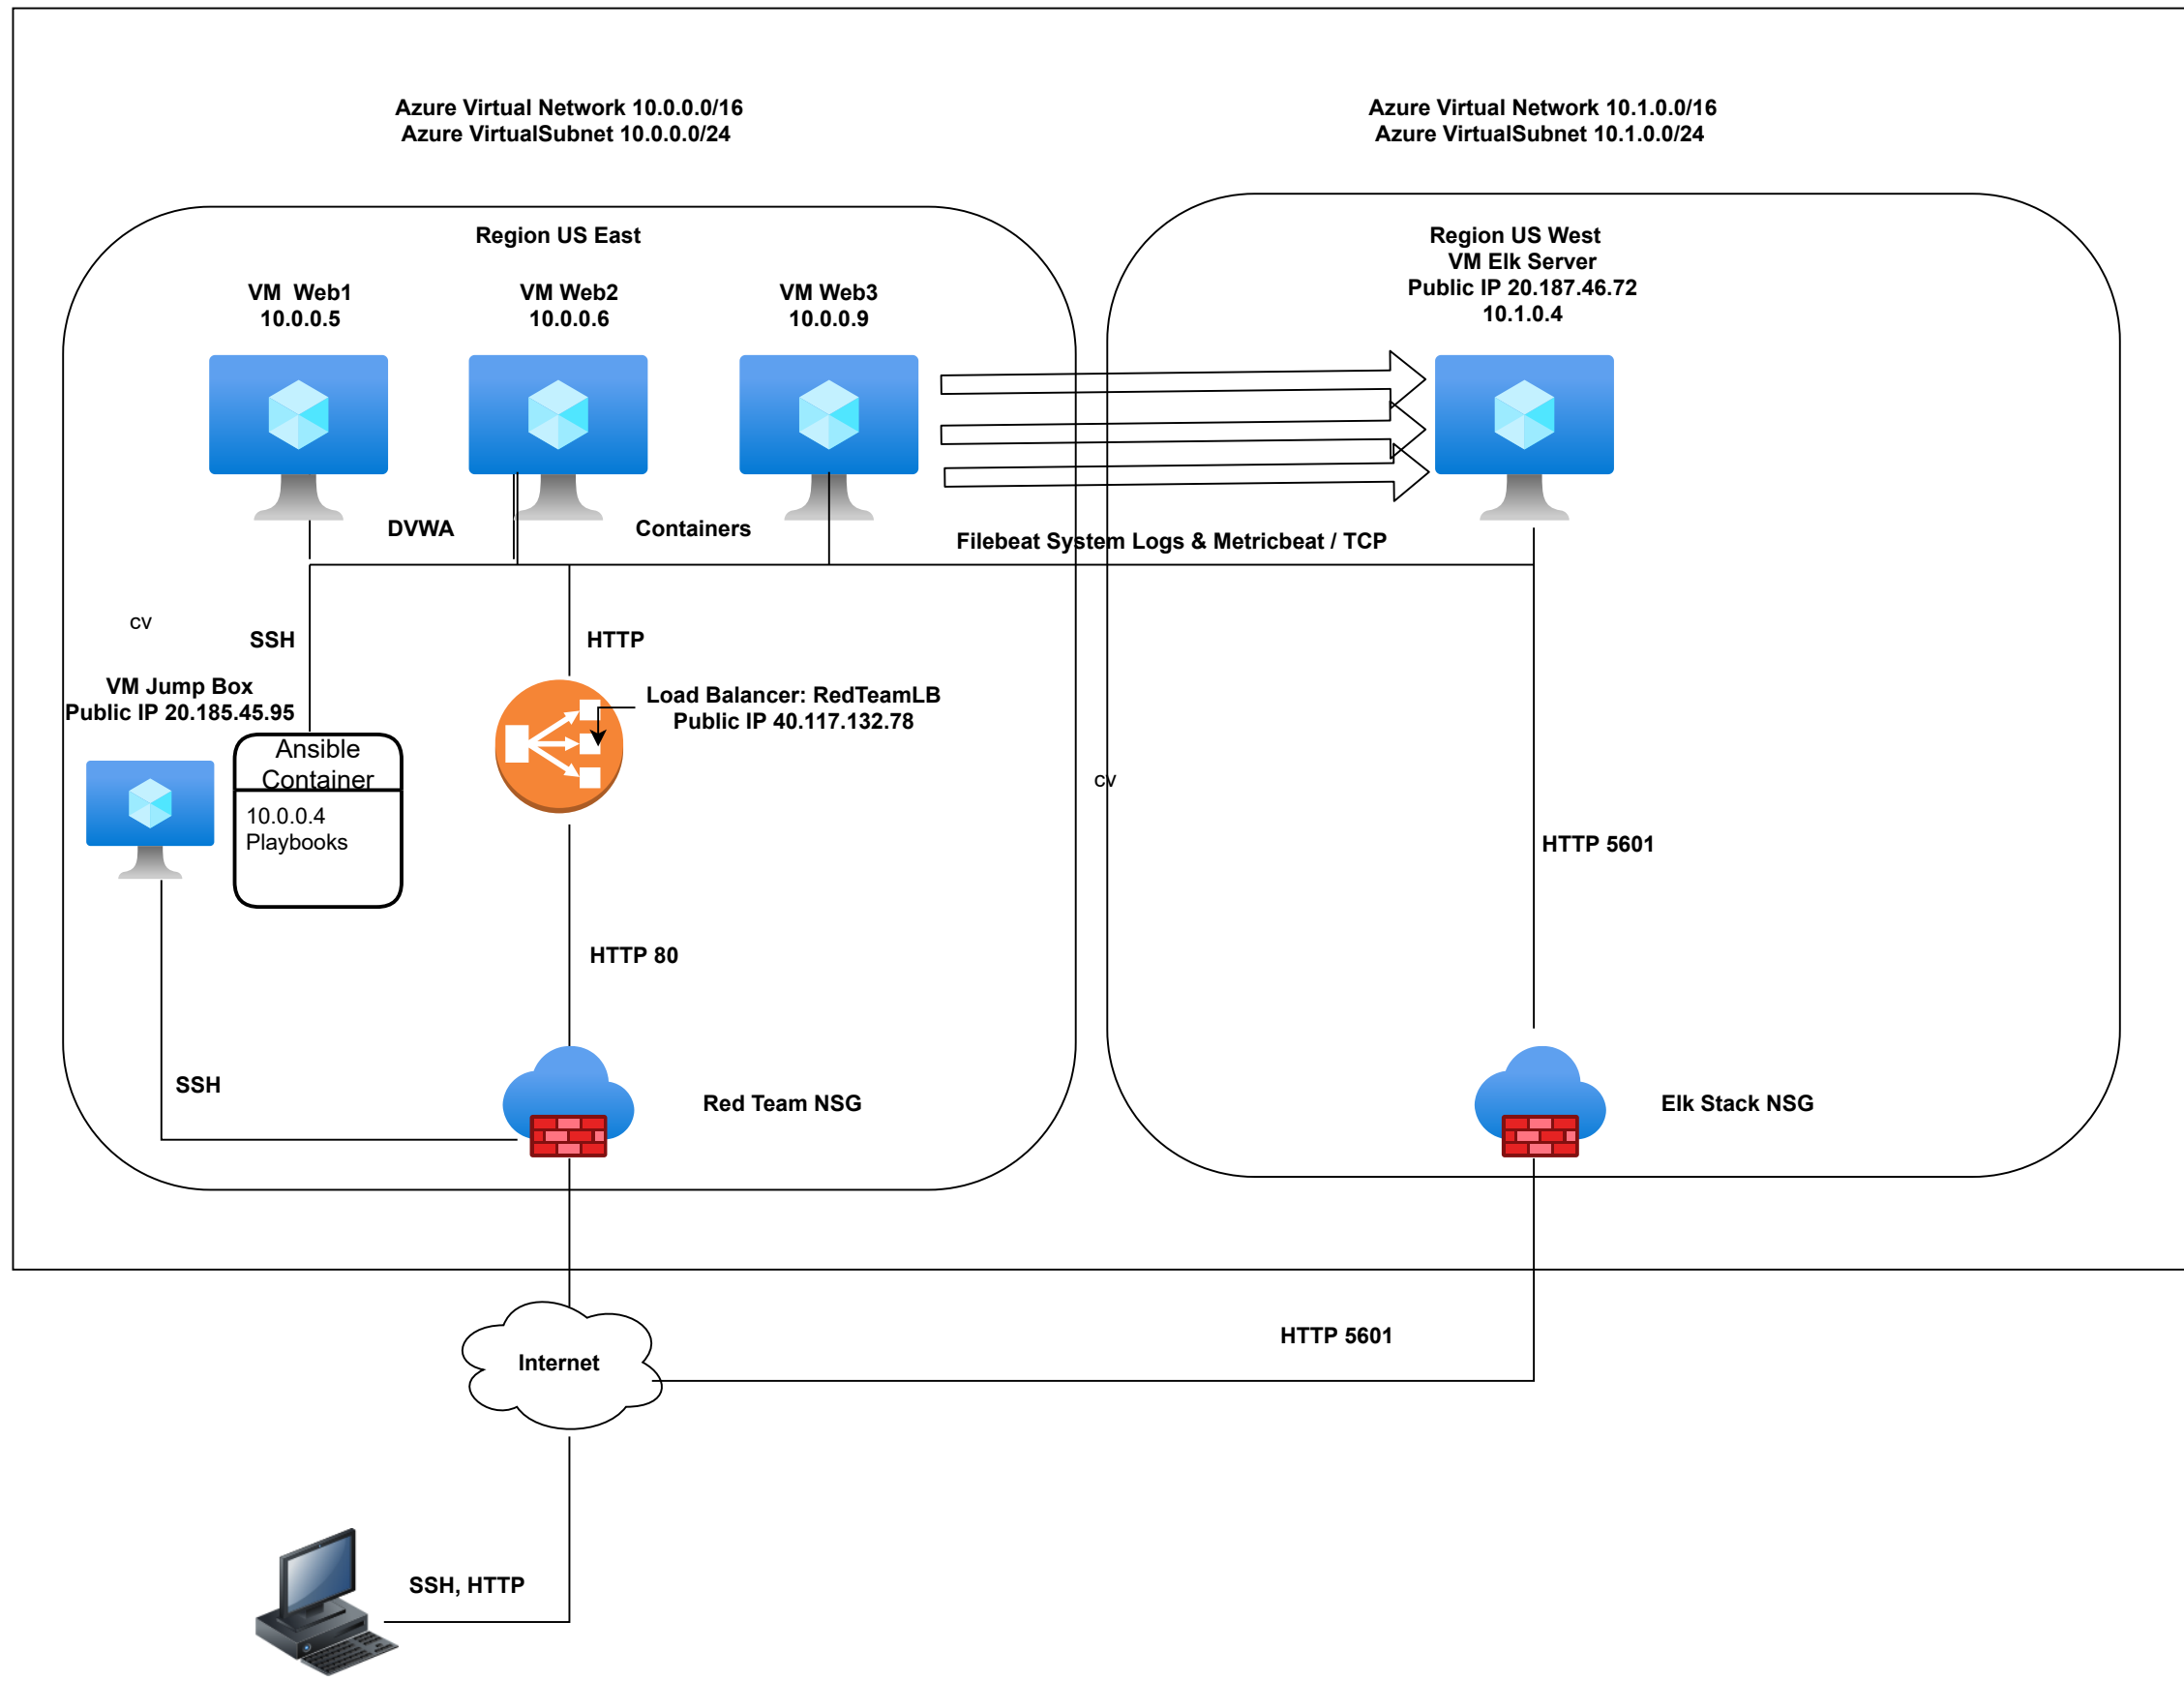 Azure Virtual Network 10.0.0.0/16
Azure VirtualSubnet 10.0.0.0/24
Azure Virtual Network 10.1.0.0/16
Azure VirtualSubnet 10.1.0.0/24
Region US East
Region US West
VM Elk Server
Public IP 20.187.46.72
10.1.0.4
VM  Web1
10.0.0.5
VM Web2
10.0.0.6
VM Web3
10.0.0.9
DVWA
Containers
Filebeat System Logs & Metricbeat / TCP
cv
SSH
HTTP
VM Jump Box
Public IP 20.185.45.95
Load Balancer: RedTeamLB
Public IP 40.117.132.78
Ansible
Container
10.0.0.4
Playbooks
cv
HTTP 5601
HTTP 80
SSH
Red Team NSG
Elk Stack NSG
HTTP 5601
Internet
SSH, HTTP